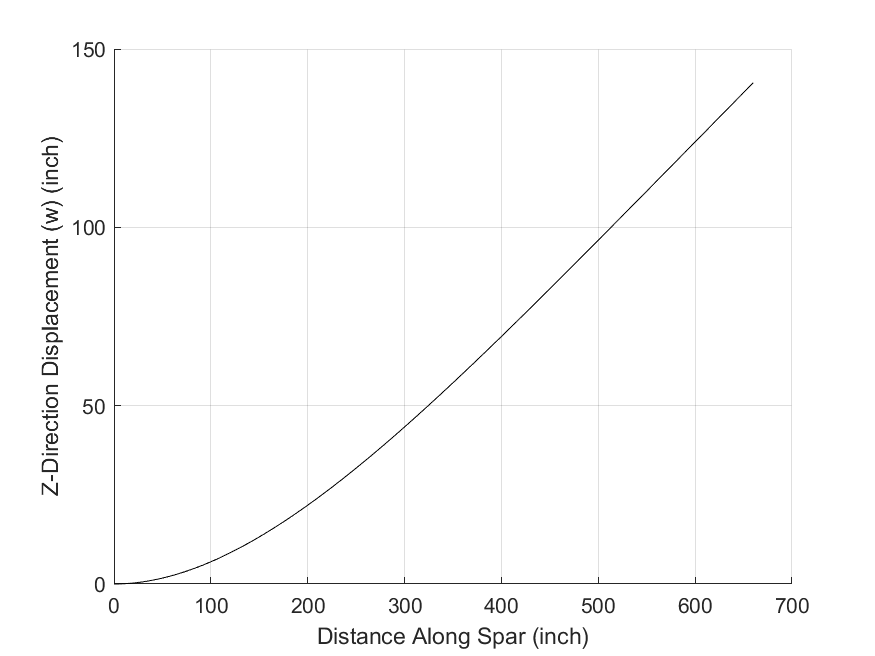 150
100
50
0
0 100 200 300 400 500 600 700
Z-Direction Displacement (w) (inch)
Distance Along Spar (inch)